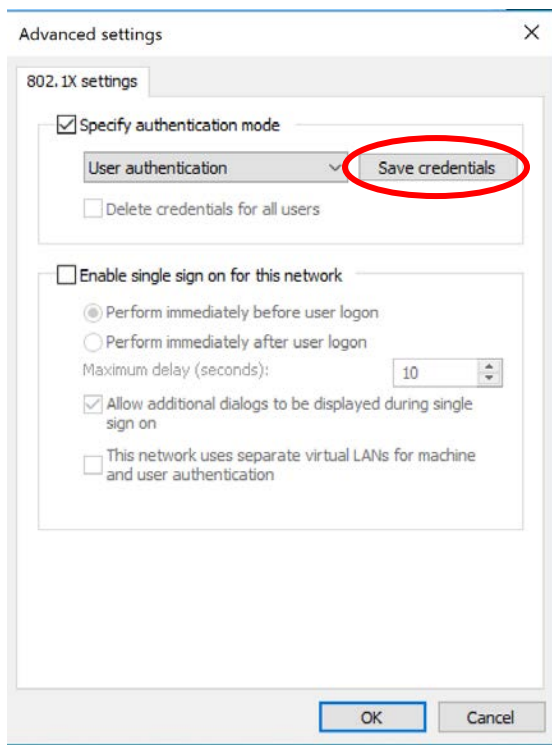 Advanced settings
802.1X settings
Specify authentication mode
User authentication
Save credentials
Delete credentials for all users
Enable single sign on for this network
Perform immediately before user logon
Perform immediately after user logon
Maximum delay (seconds):
10
Allow additional dialogs to be displayed during single
sign on
This network uses separate virtual LANs for machine
and user authentication
OK
Cancel